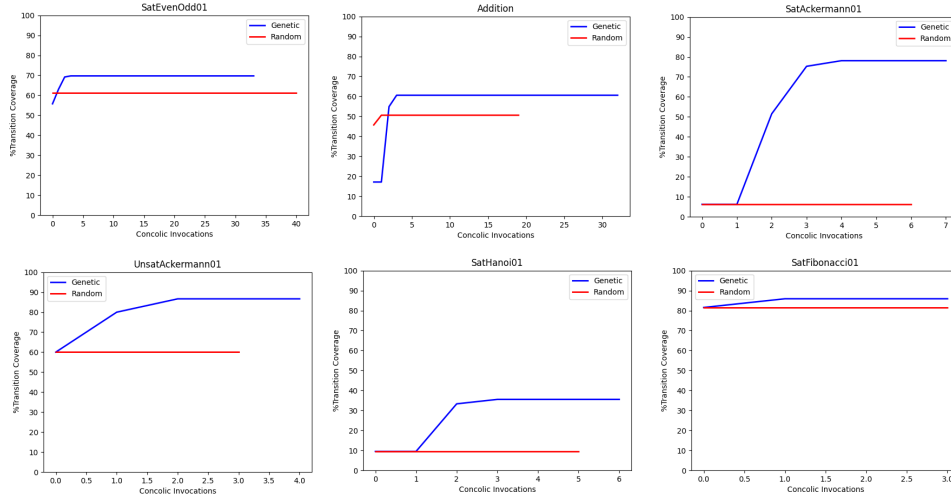 SatEvenOdd01
%Transition Coverage
100
90
80
70
60
50
40
30
20
10
0
Genetic
Random
0 5 10 15 20 25 30 35 40
Concolic Invocations
Addition
%Transition Coverage
100
90
80
70
60
50
40
30
20
10
0
Genetic
Random
0 5 10 15 20 25 30
Concolic Invocations
SatAckermann01
%Transition Coverage
100
90
80
70
60
50
40
30
20
10
0
Genetic
Random
0 1 2 3 4 5 6 7
Concolic Invocations
UnsatAckermann01
%Transition Coverage
100
90
80
70
60
50
40
30
20
10
0
Genetic
Random
0.0 0.5 1.0 1.5 2.0 2.5 3.0 3.5 4.0
Concolic Invocations
SatHanoi01
%Transition Coverage
100
90
80
70
60
50
40
30
20
10
0
Genetic
Random
0 1 2 3 4 5 6
Concolic Invocations
SatFibonacci01
%Transition Coverage
100
90
80
70
60
50
40
30
20
10
0
Genetic
Random
0.0 0.5 1.0 1.5 2.0 2.5 3.0
Concolic Invocations